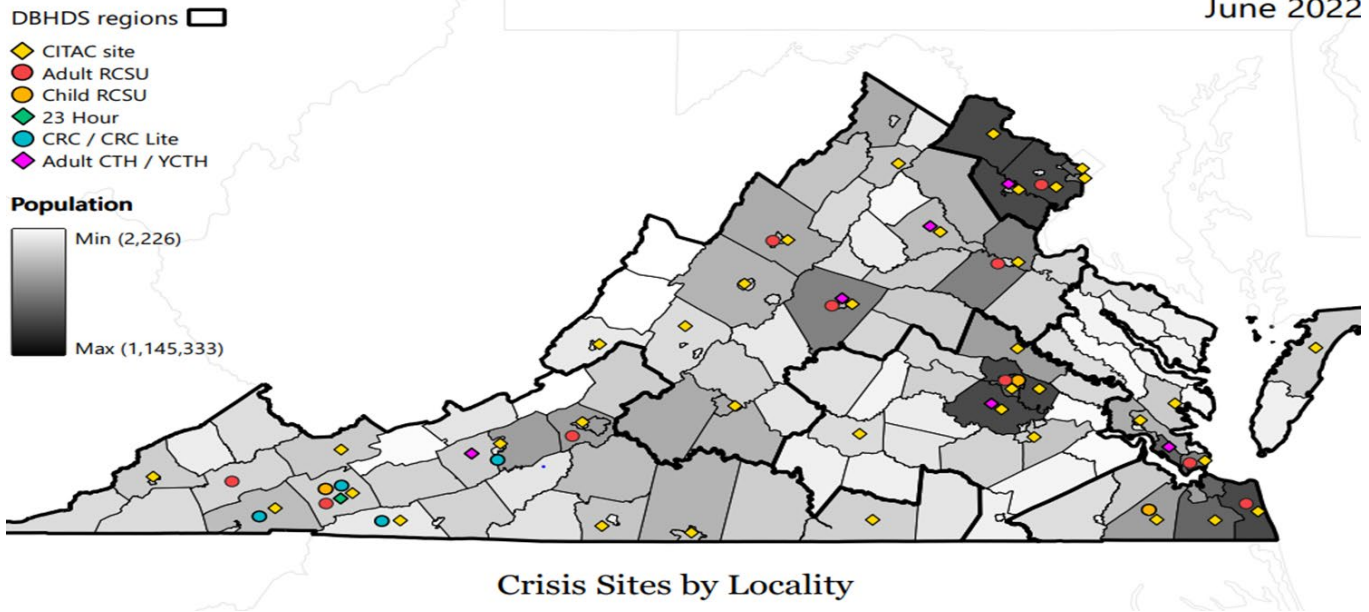 June 2022
DBHDS regions
CITAC site
Adult RCSU
Child RCSU
23 Hour
CRC / CRC Lite
Adult CTH / YCTH
Population
Min (2,226)
Max (1,145,333)
Crisis Sites by Locality